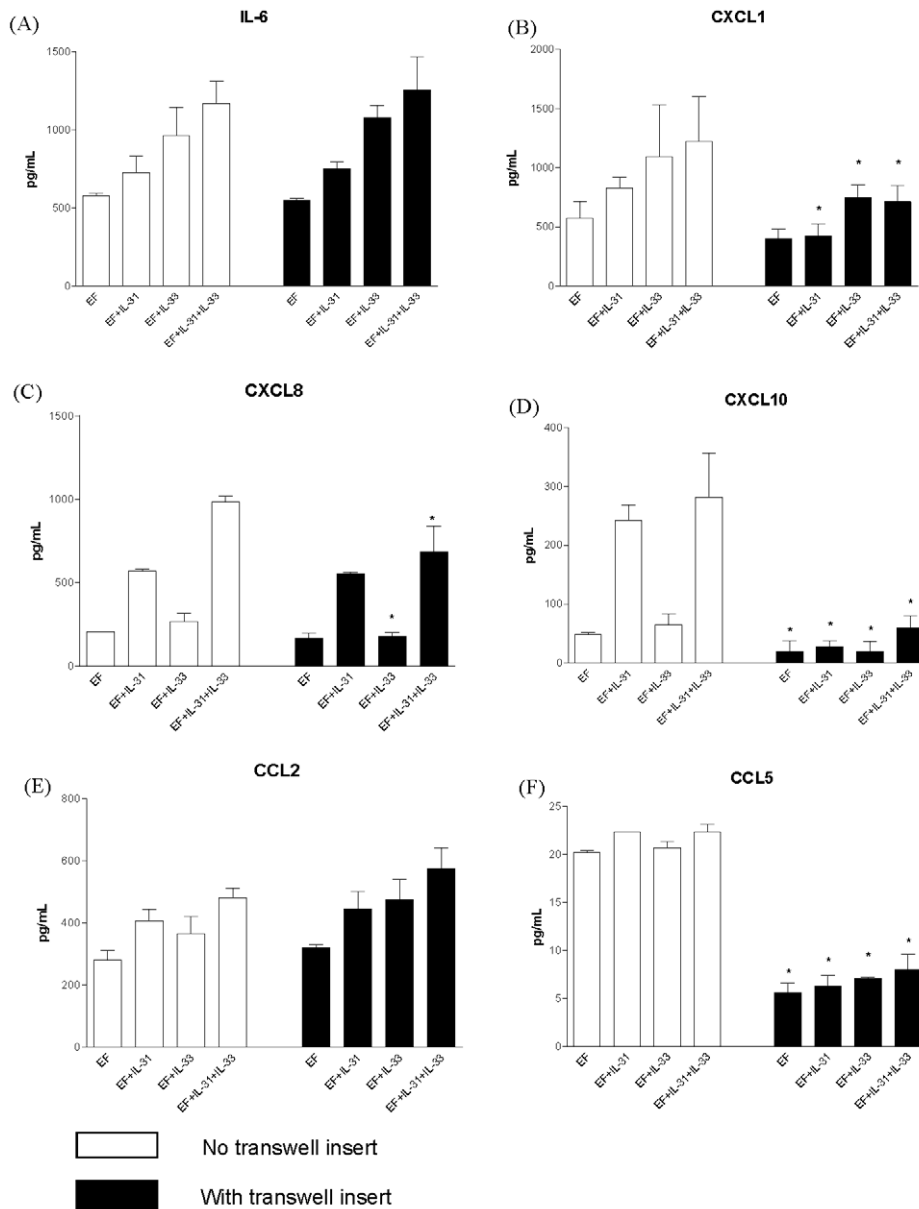 (A)
IL-6
1500
1000
500
0
pg/mL
EF
EF+IL-31
EF+IL-33
EF+IL-31+IL-33
EF
EF+IL-31
EF+IL-33
EF+IL-31+IL-33
(B)
CXCL1
2000
1500
1000
500
0
pg/mL
*
*
*
EF
EF+IL-31
EF+IL-33
EF+IL-31+IL-33
EF
EF+IL-31
EF+IL-33
EF+IL-31+IL-33
(C)
CXCL8
1500
1000
500
0
pg/mL
*
*
EF
EF+IL-31
EF+IL-33
EF+IL-31+IL-33
EF
EF+IL-31
EF+IL-33
EF+IL-31+IL-33
(D)
CXCL10
400
300
200
100
0
pg/mL
*
*
*
*
EF
EF+IL-31
EF+IL-33
EF+IL-31+IL-33
EF
EF+IL-31
EF+IL-33
EF+IL-31+IL-33
(E)
CCL2
800
600
400
200
0
pg/mL
EF
EF+IL-31
EF+IL-33
EF+IL-31+IL-33
EF
EF+IL-31
EF+IL-33
EF+IL-31+IL-33
(F)
CCL5
25
20
15
10
5
0
pg/mL
*
*
*
*
EF
EF+IL-31
EF+IL-33
EF+IL-31+IL-33
EF
EF+IL-31
EF+IL-33
EF+IL-31+IL-33
No transwell insert
With transwell insert